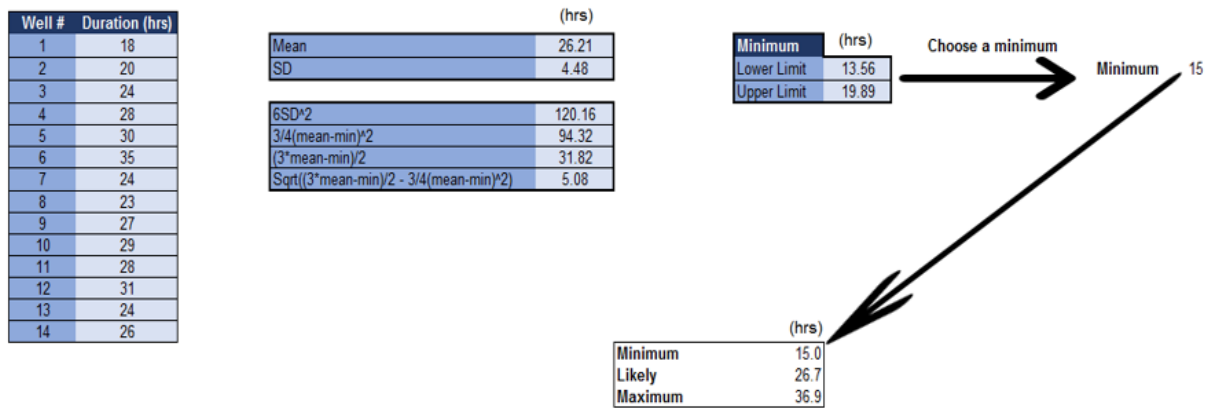 Well # Duration (hrs)
1 18
2 20
3 24
4 28
5 30
6 35
7 24
8 23
9 27
10 29
11 28
12 31
13 24
14 26
(hrs)
Mean 26.21
SD 4.48
6SD^2 120.16
3/4(mean-min)^2 94.32
(3*mean-min)/2 31.82
Sqrt((3*mean-min)/2 - 3/4(mean-min)^2) 5.08
Minimum (hrs)
Lower Limit 13.56
Upper Limit 19.89
Choose a minimum
Minimum 15
(hrs)
Minimum 15.0
Likely 26.7
Maximum 36.9